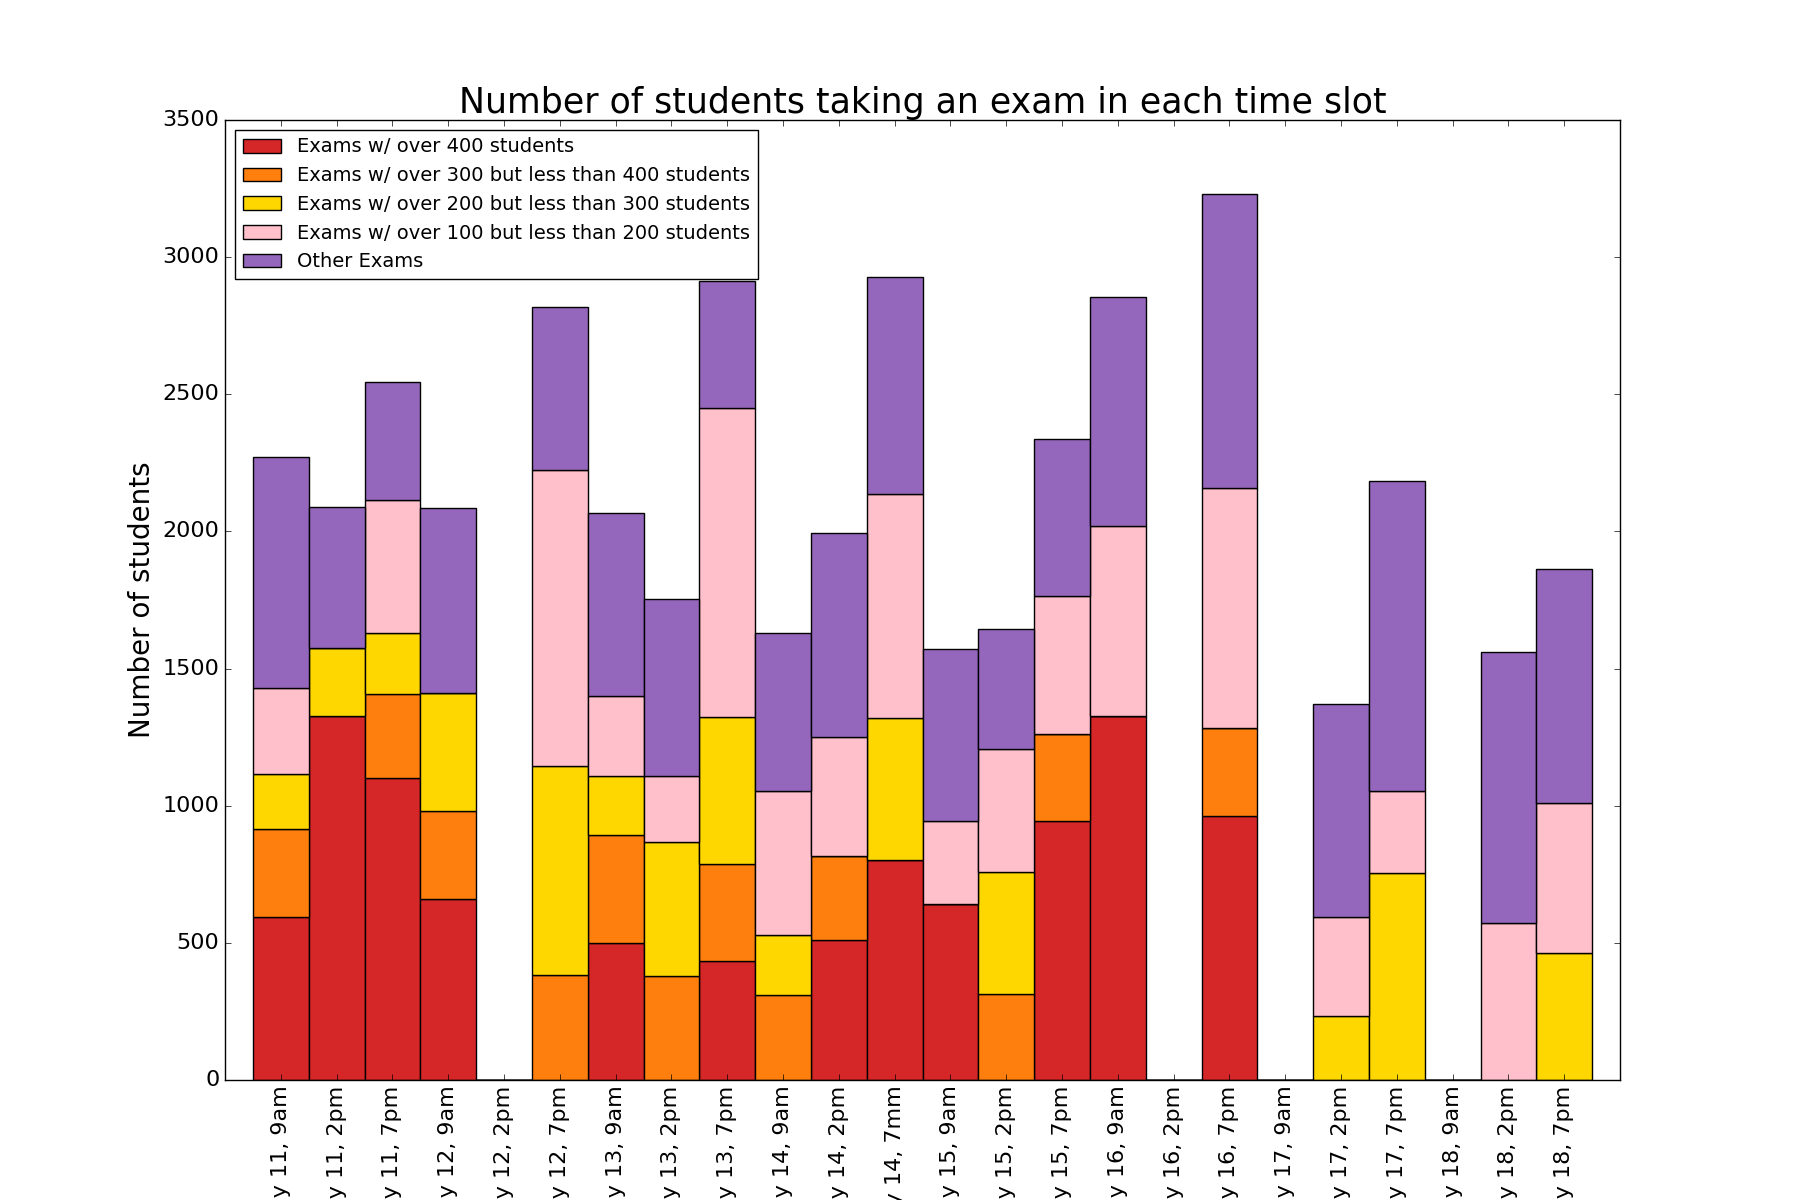 Number of students taking an exam in each time slot
Exams w/ over 400 students
Exams w/ over 300 but less than 400 students
Exams w/ over 200 but less than 300 students
Exams w/ over 100 but less than 200 students
Other Exams
Number of students
3500
3000
2500
2000
1500
1000
500
0
y 11, 9am
y 11, 2pm
y 11, 7pm
y 12, 9am
y 12, 2pm
y 12, 7pm
y 13, 9am
y 13, 2pm
y 13, 7pm
y 14, 9am
y 14, 2pm
y 14, 7mm
y 15, 9am
y 15, 2pm
y 15, 7pm
y 16, 9am
y 16, 2pm
y 16, 7pm
y 17, 9am
y 17, 2pm
y 17, 7pm
y 18, 9am
y 18, 2pm
y 18, 7pm